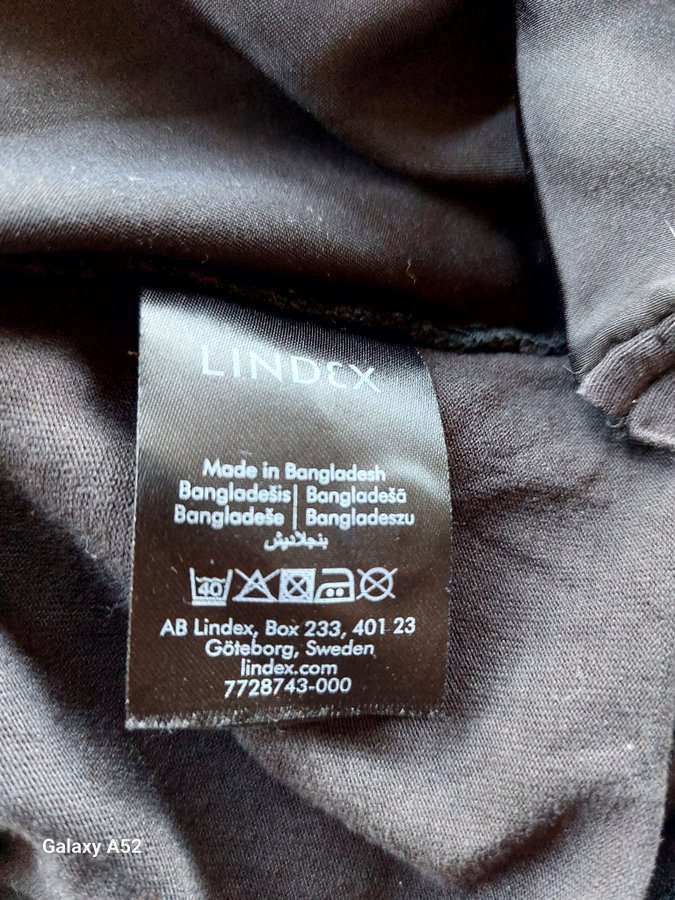 LINDEX
Made in Bangladesh
Bangladešis | Bangladešā
Bangladeše | Bangladeszu
بنجلاديش
40
AB Lindex, Box 233, 401 23
Göteborg, Sweden
lindex.com
7728743-000
Galaxy A52